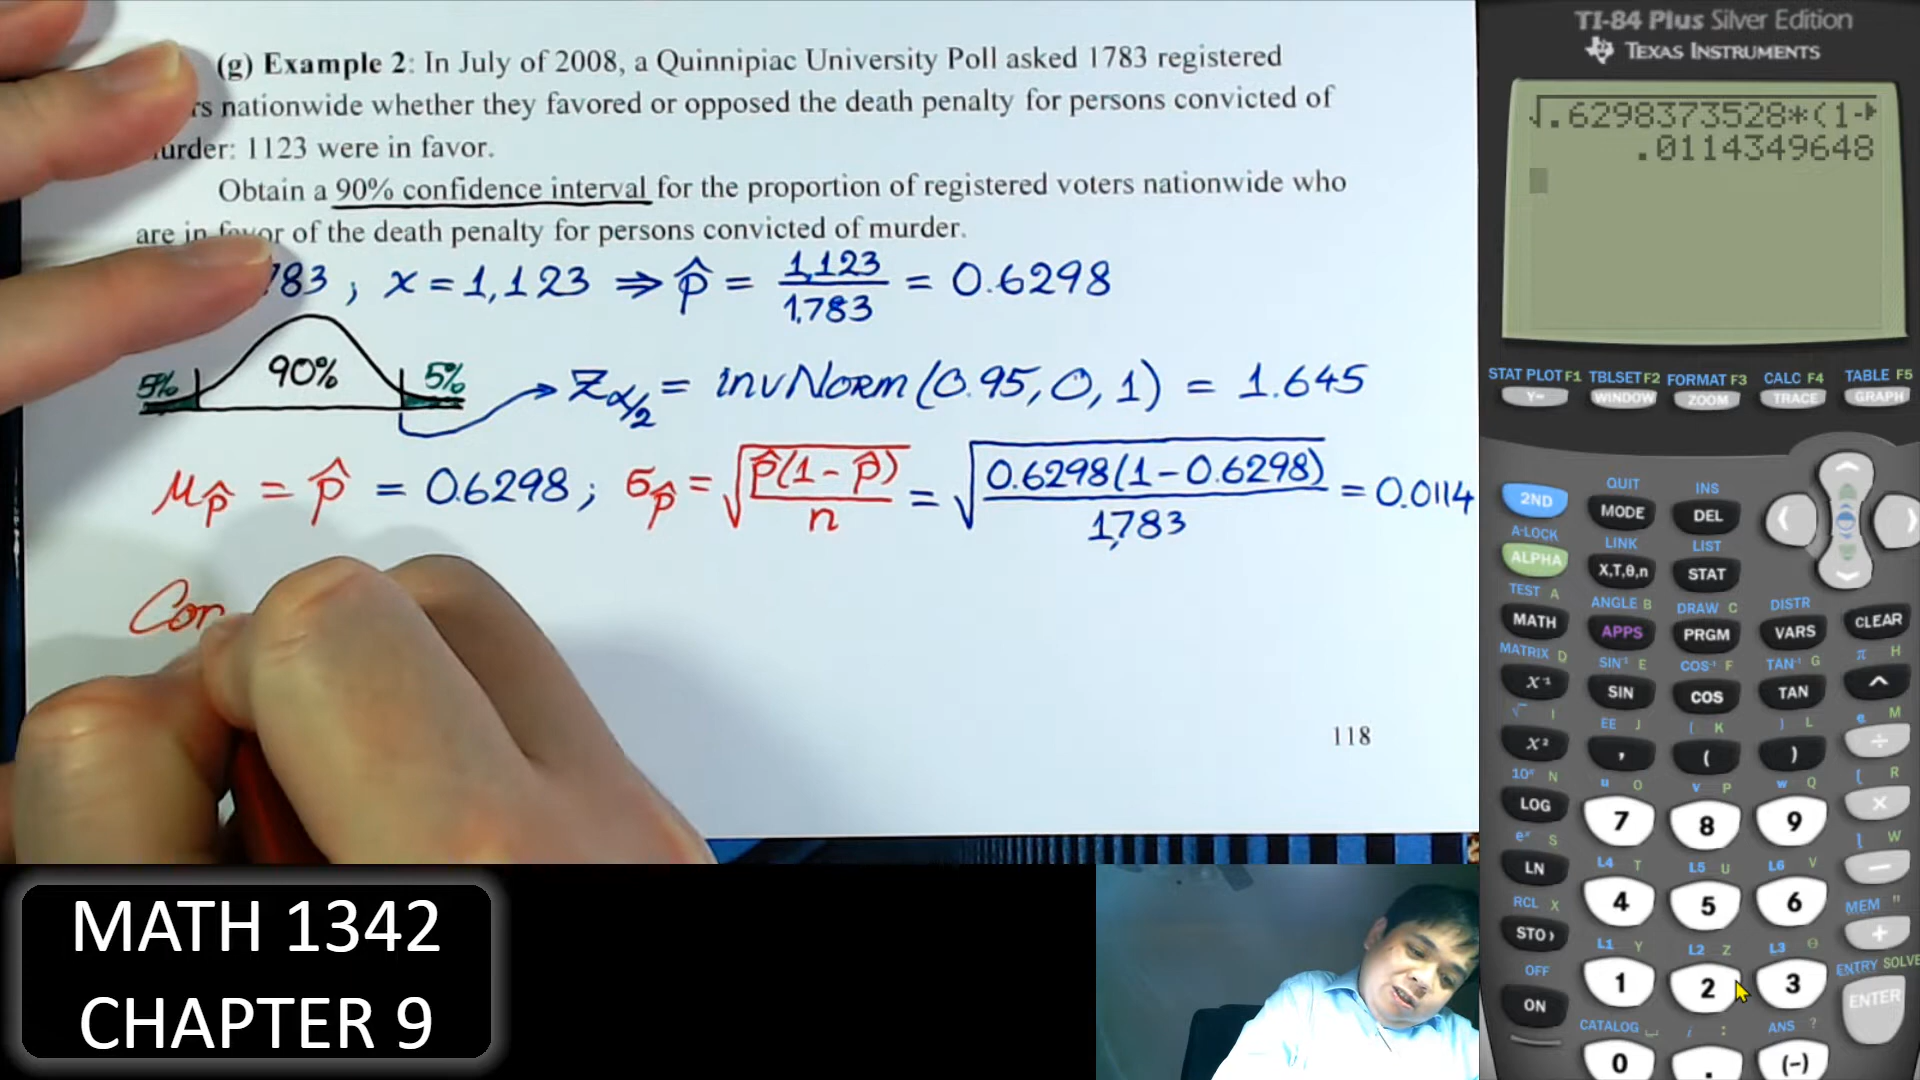 (g) Example 2: In July of 2008, a Quinnipiac University Poll asked 1783 registered
nationwide whether they favored or opposed the death penalty for persons convicted of
1123 were in favor.
Obtain a 90% confidence interval for the proportion of registered voters nationwide who
are in favor of the death penalty for persons convicted of murder.
783 ; x = 1,123 ⇒ p̂ = 1,123/1,783 = 0.6298
5% 90% 5% Zα/2 = invNorm(0.95, 0, 1) = 1.645
μp̂ = p̂ = 0.6298 ; σp̂ = √(p̂(1-p̂)/n) = √(0.6298(1-0.6298)/1,783) = 0.0114
118
MATH 1342
CHAPTER 9
TI-84 Plus Silver Edition
TEXAS INSTRUMENTS
√.6298373528*(1-
.0114349648
STAT PLOT F1 TBLSET F2 FORMAT F3 CALC F4 TABLE F5
Y= WINDOW ZOOM TRACE GRAPH
QUIT INS
2ND MODE DEL
A-LOCK LINK LIST
ALPHA X,T,θ,n STAT
TEST A ANGLE B DRAW C DISTR
MATH APPS PRGM VARS CLEAR
MATRIX D SIN⁻¹ E COS⁻¹ F TAN⁻¹ G π H
x⁻¹ SIN COS TAN ^
√ I EE J ( K ) L e M
x² , ( ) ÷
10ˣ N u O v P w Q [ R
LOG 7 8 9 ×
eˣ S L4 T L5 U L6 V ] W
LN 4 5 6 −
RCL X L1 Y L2 Z L3 θ MEM "
STO› 1 2 3 +
OFF CATALOG i : ANS ? ENTRY SOLVE
ON 0 . (-) ENTER